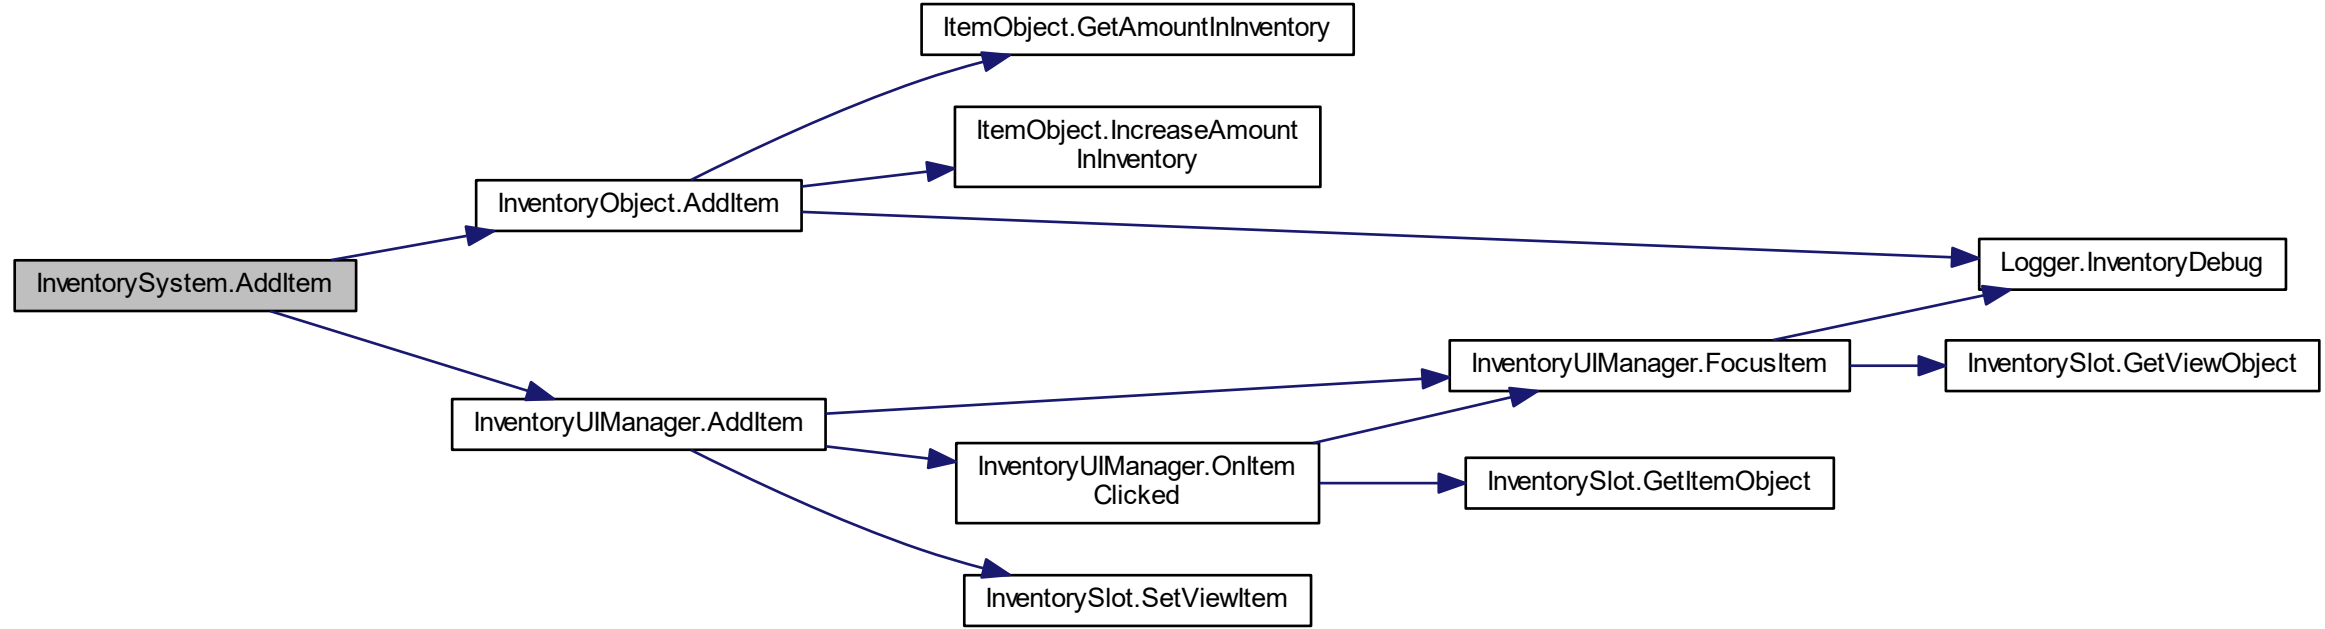 ItemObject.GetAmountInInventory
ItemObject.IncreaseAmount
InInventory
InventoryObject.AddItem
Logger.InventoryDebug
InventorySystem.AddItem
InventoryUIManager.FocusItem
InventorySlot.GetViewObject
InventoryUIManager.AddItem
InventoryUIManager.OnItem
Clicked
InventorySlot.GetItemObject
InventorySlot.SetViewItem